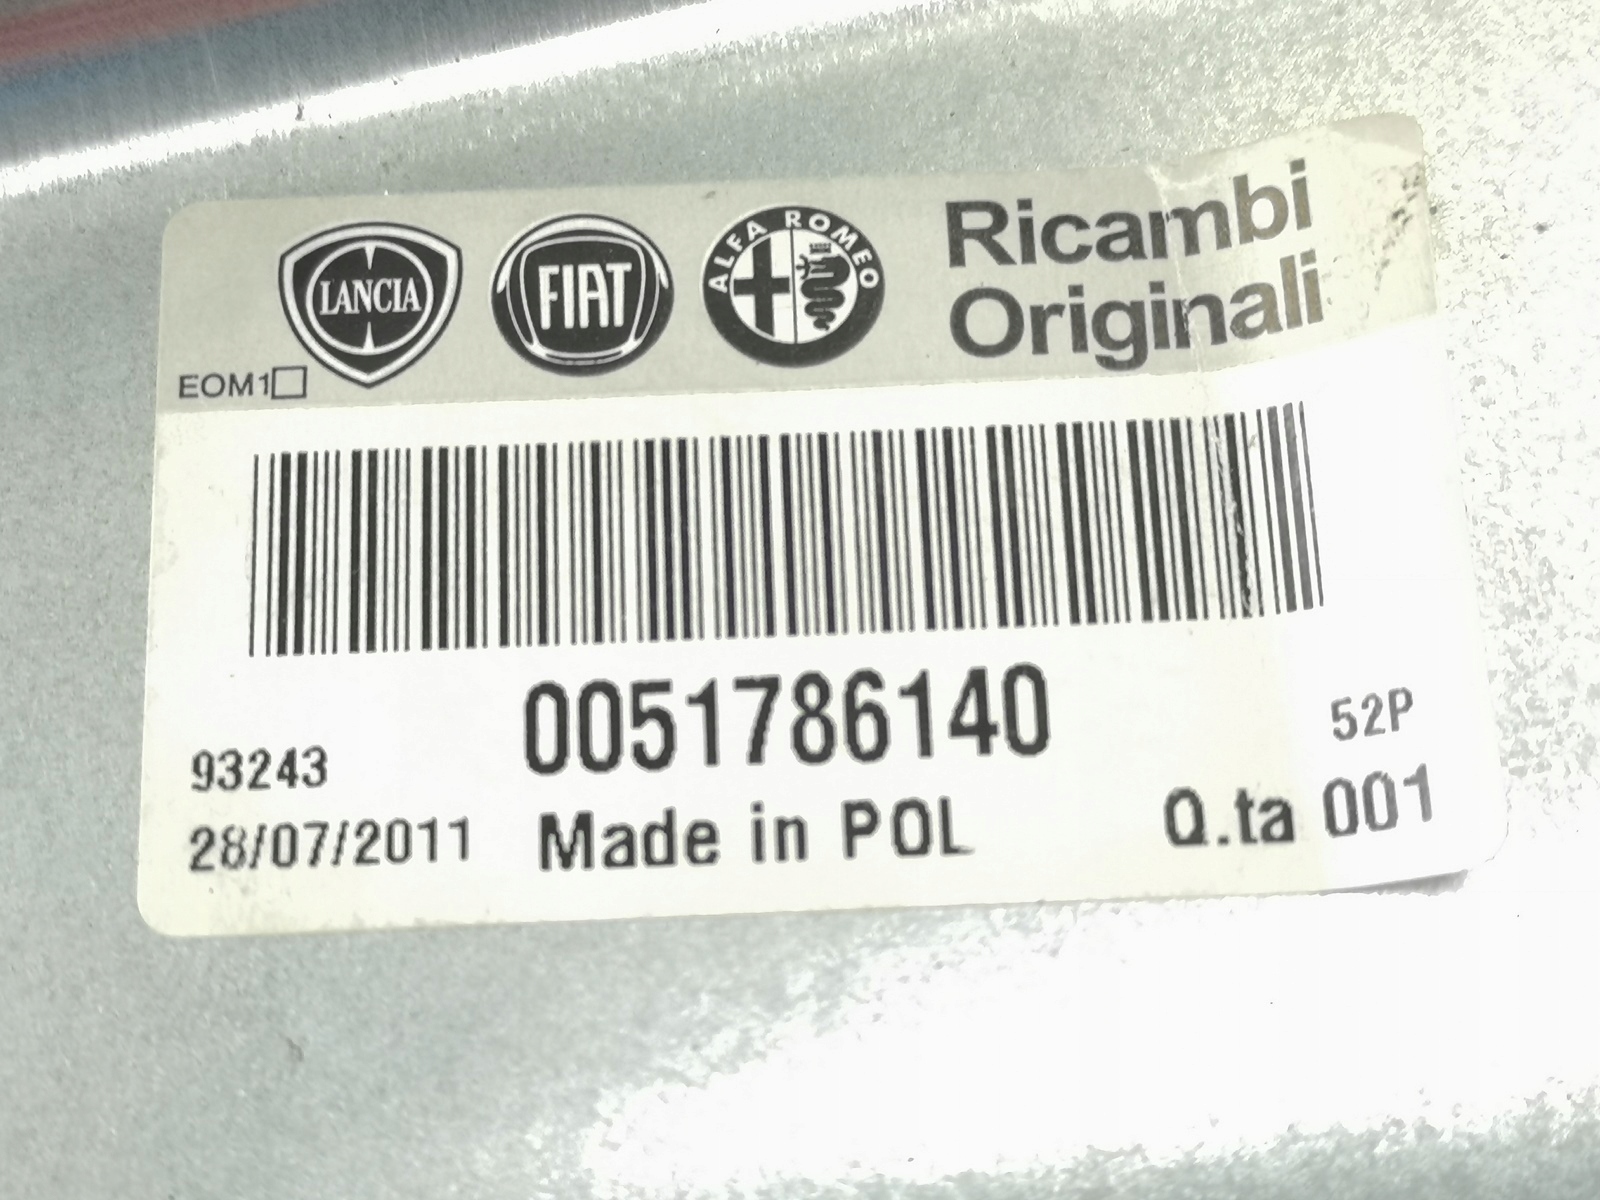 LANCIA
FIAT
ALFA ROMEO
Ricambi
Originali
EOM1□
0051786140
52P
93243
28/07/2011
Made in POL
Q.ta 001